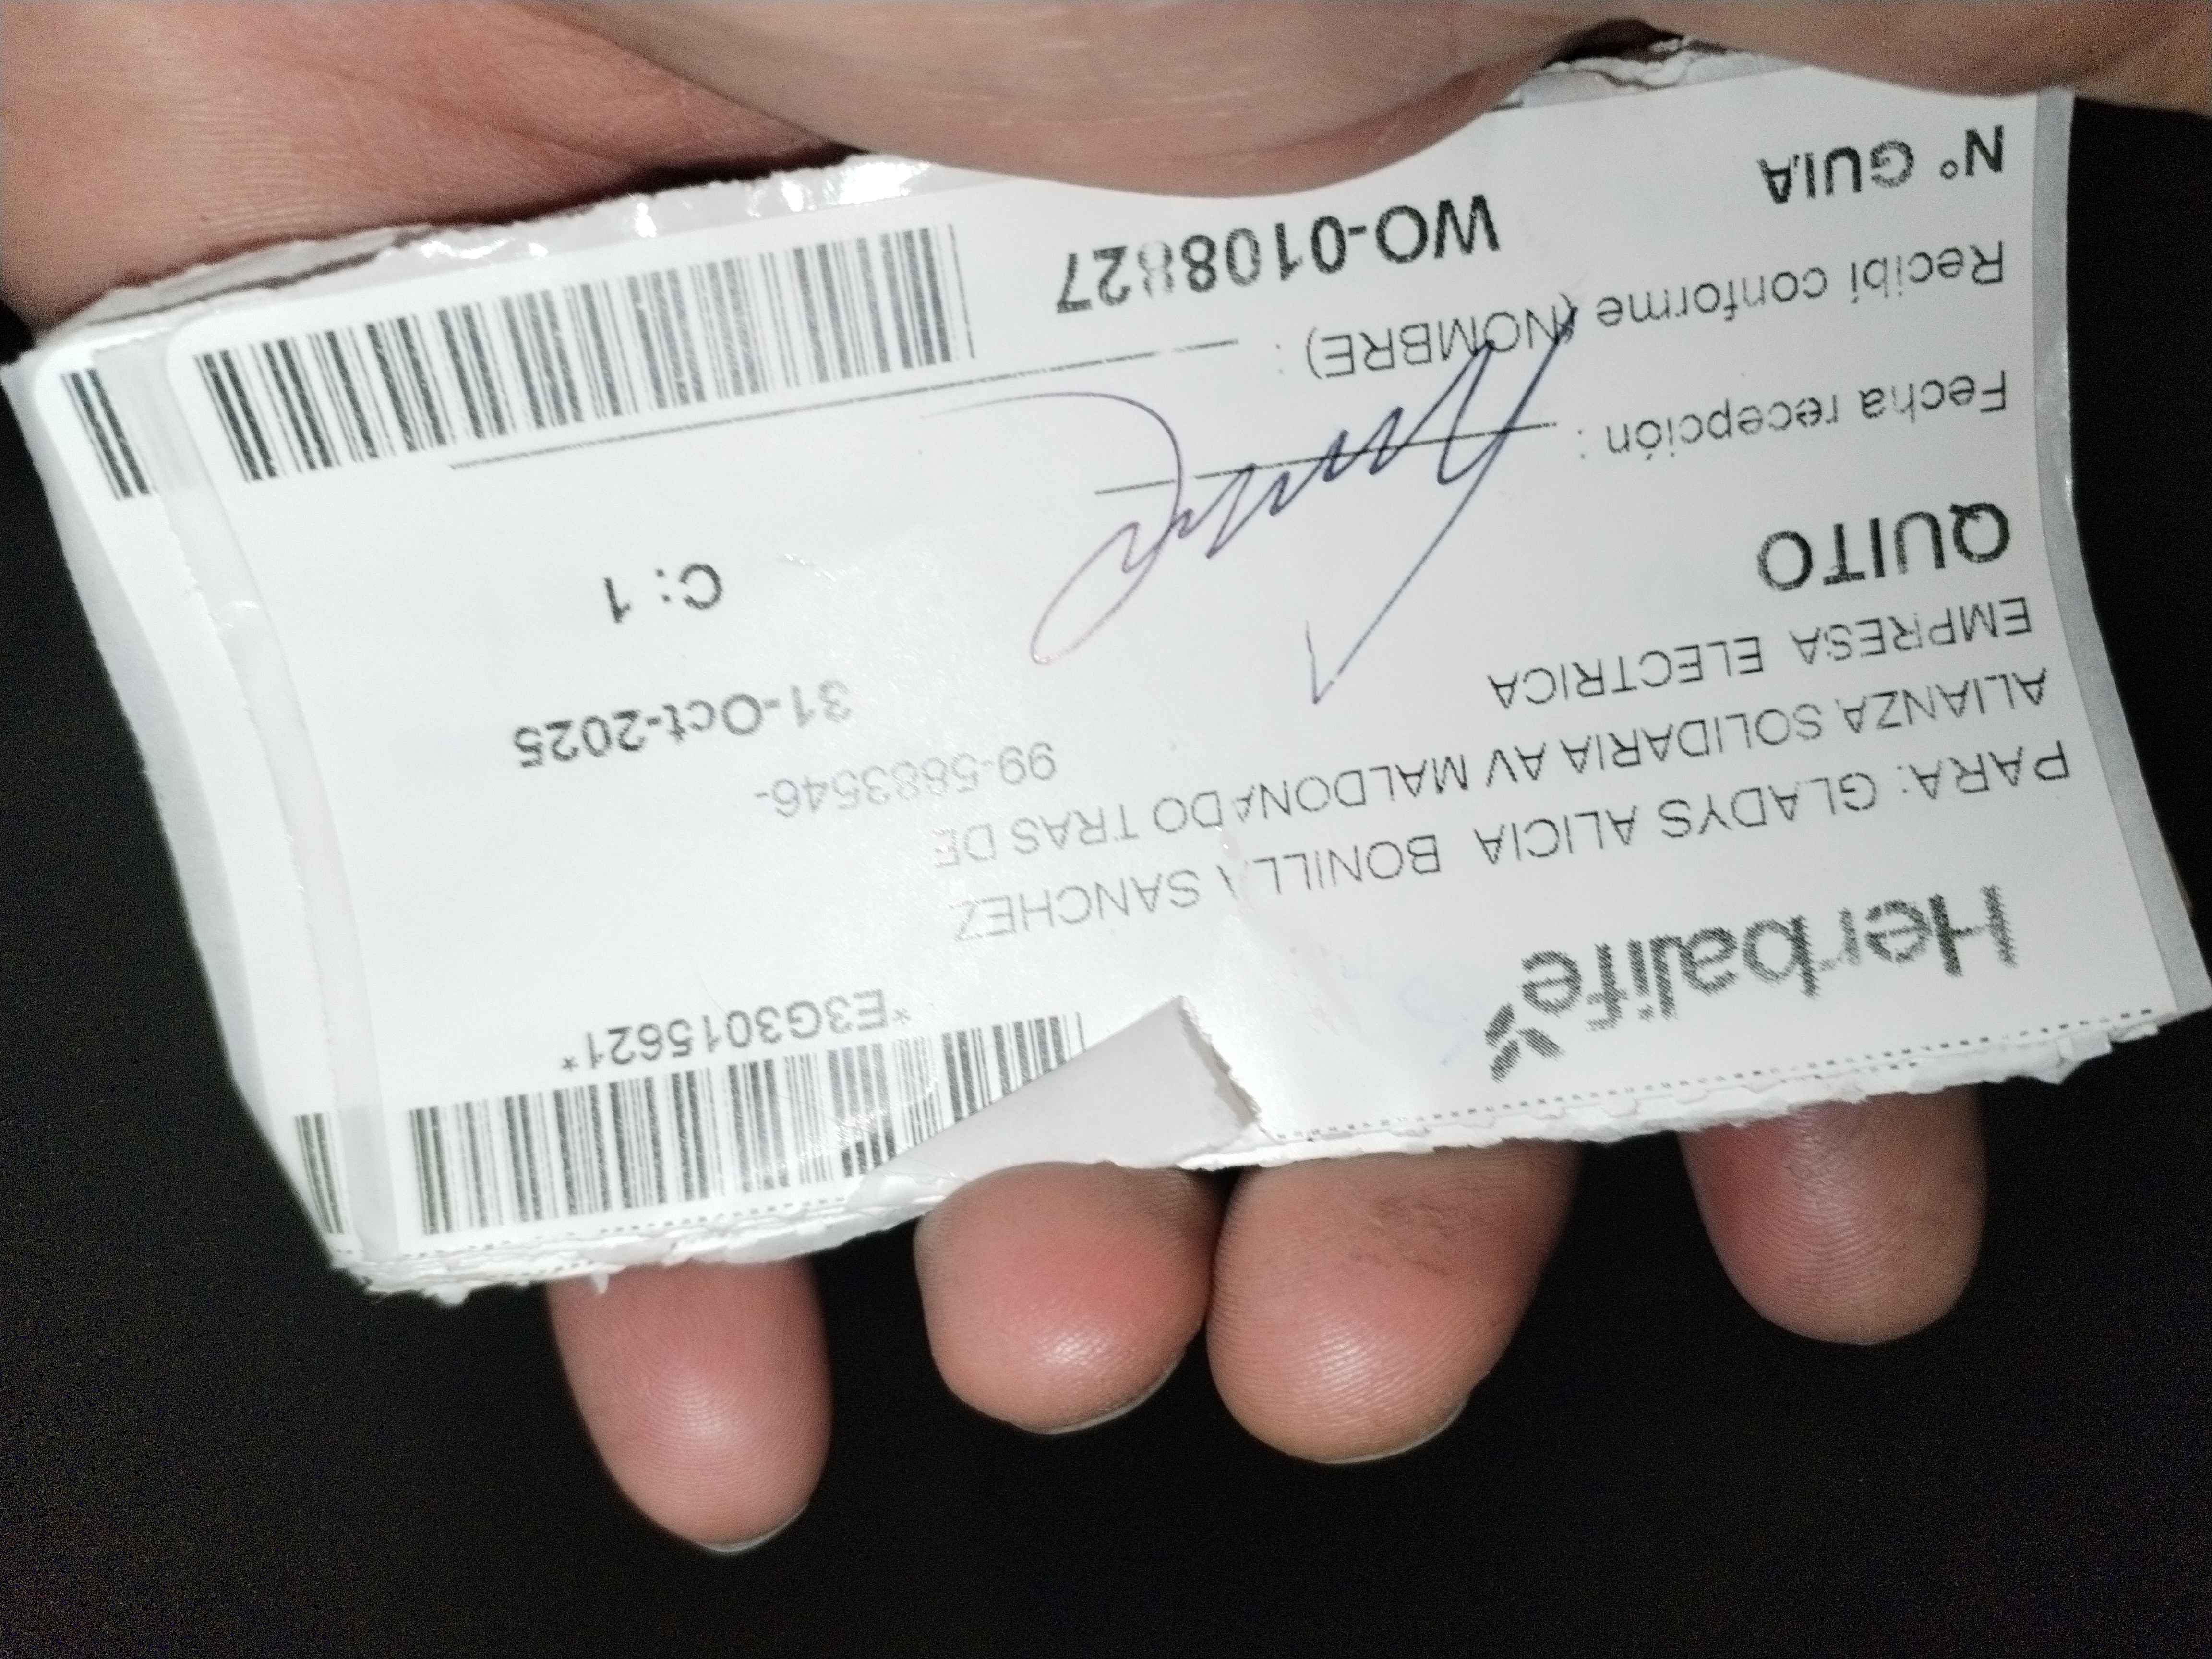 Herbalife
*E3G3015621*
PARA: GLADYS ALICIA BONILLA SANCHEZ
ALIANZA SOLIDARIA AV MALDONADO TRAS DE
EMPRESA ELECTRICA
99-5883546-
QUITO
31-Oct-2025
Fecha recepción :
C: 1
Recibí conforme (NOMBRE) :
N° GUIA
WO-0108827